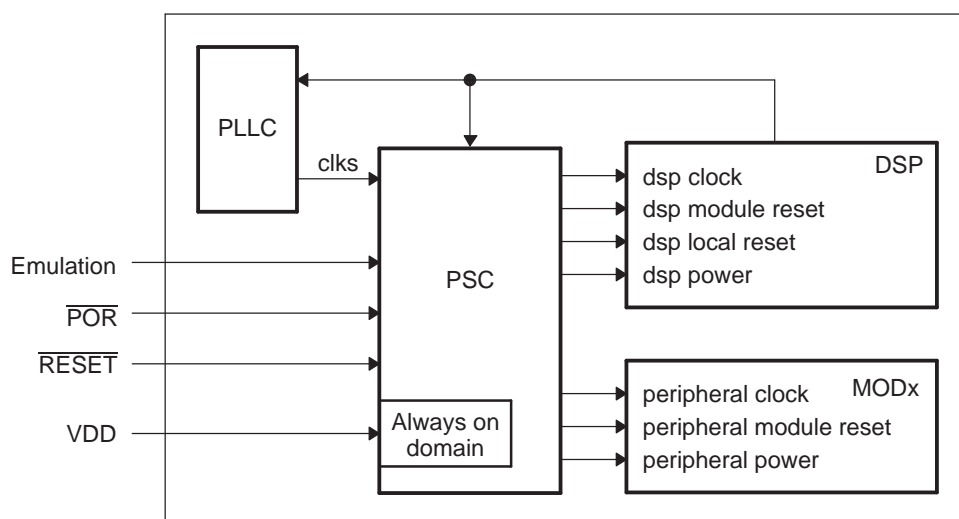 PLLC
clks
DSP
dsp clock
dsp module reset
dsp local reset
dsp power
Emulation
PSC
POR
RESET
MODx
peripheral clock
peripheral module reset
peripheral power
VDD
Always on
domain